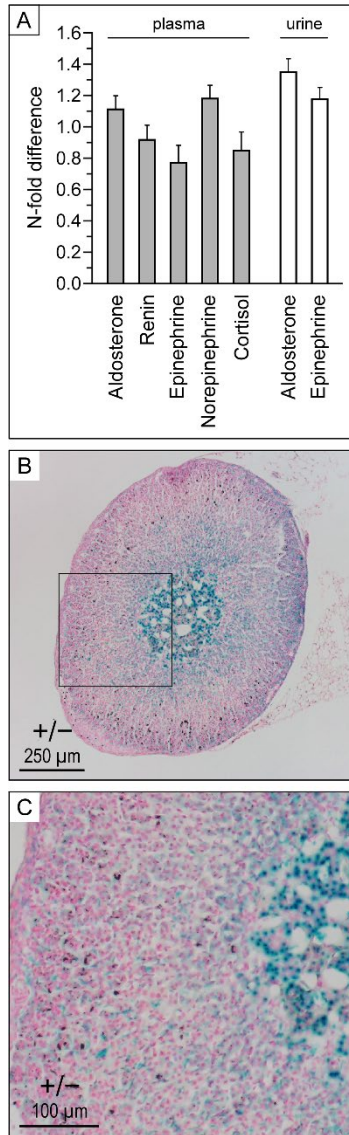 A
plasma
urine
N-fold difference
1.6
1.4
1.2
1.0
0.8
0.6
0.4
0.2
0.0
Aldosterone
Renin
Epinephrine
Norepinephrine
Cortisol
Aldosterone
Epinephrine
B
+/–
250 µm
C
+/–
100 µm